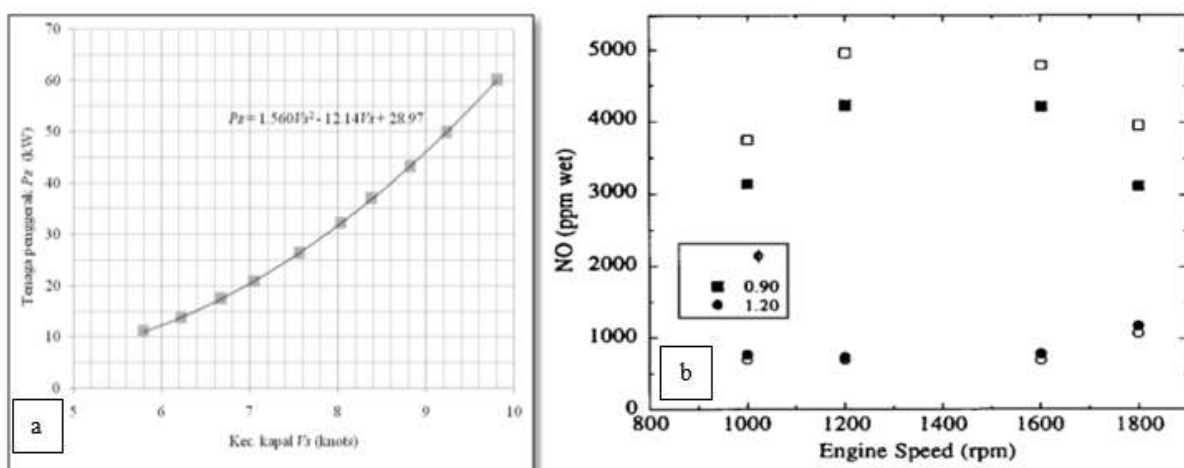 70
60
50
40
30
20
10
0
Tenaga penggerak Pz (kW)
Pz = 1.560Vs² - 12.14Vs + 28.97
5 6 7 8 9 10
Kec. kapal Vs (knots)
a
5000
4000
3000
2000
1000
0
NO (ppm wet)
ϕ
0.90
1.20
b
800 1000 1200 1400 1600 1800
Engine Speed (rpm)